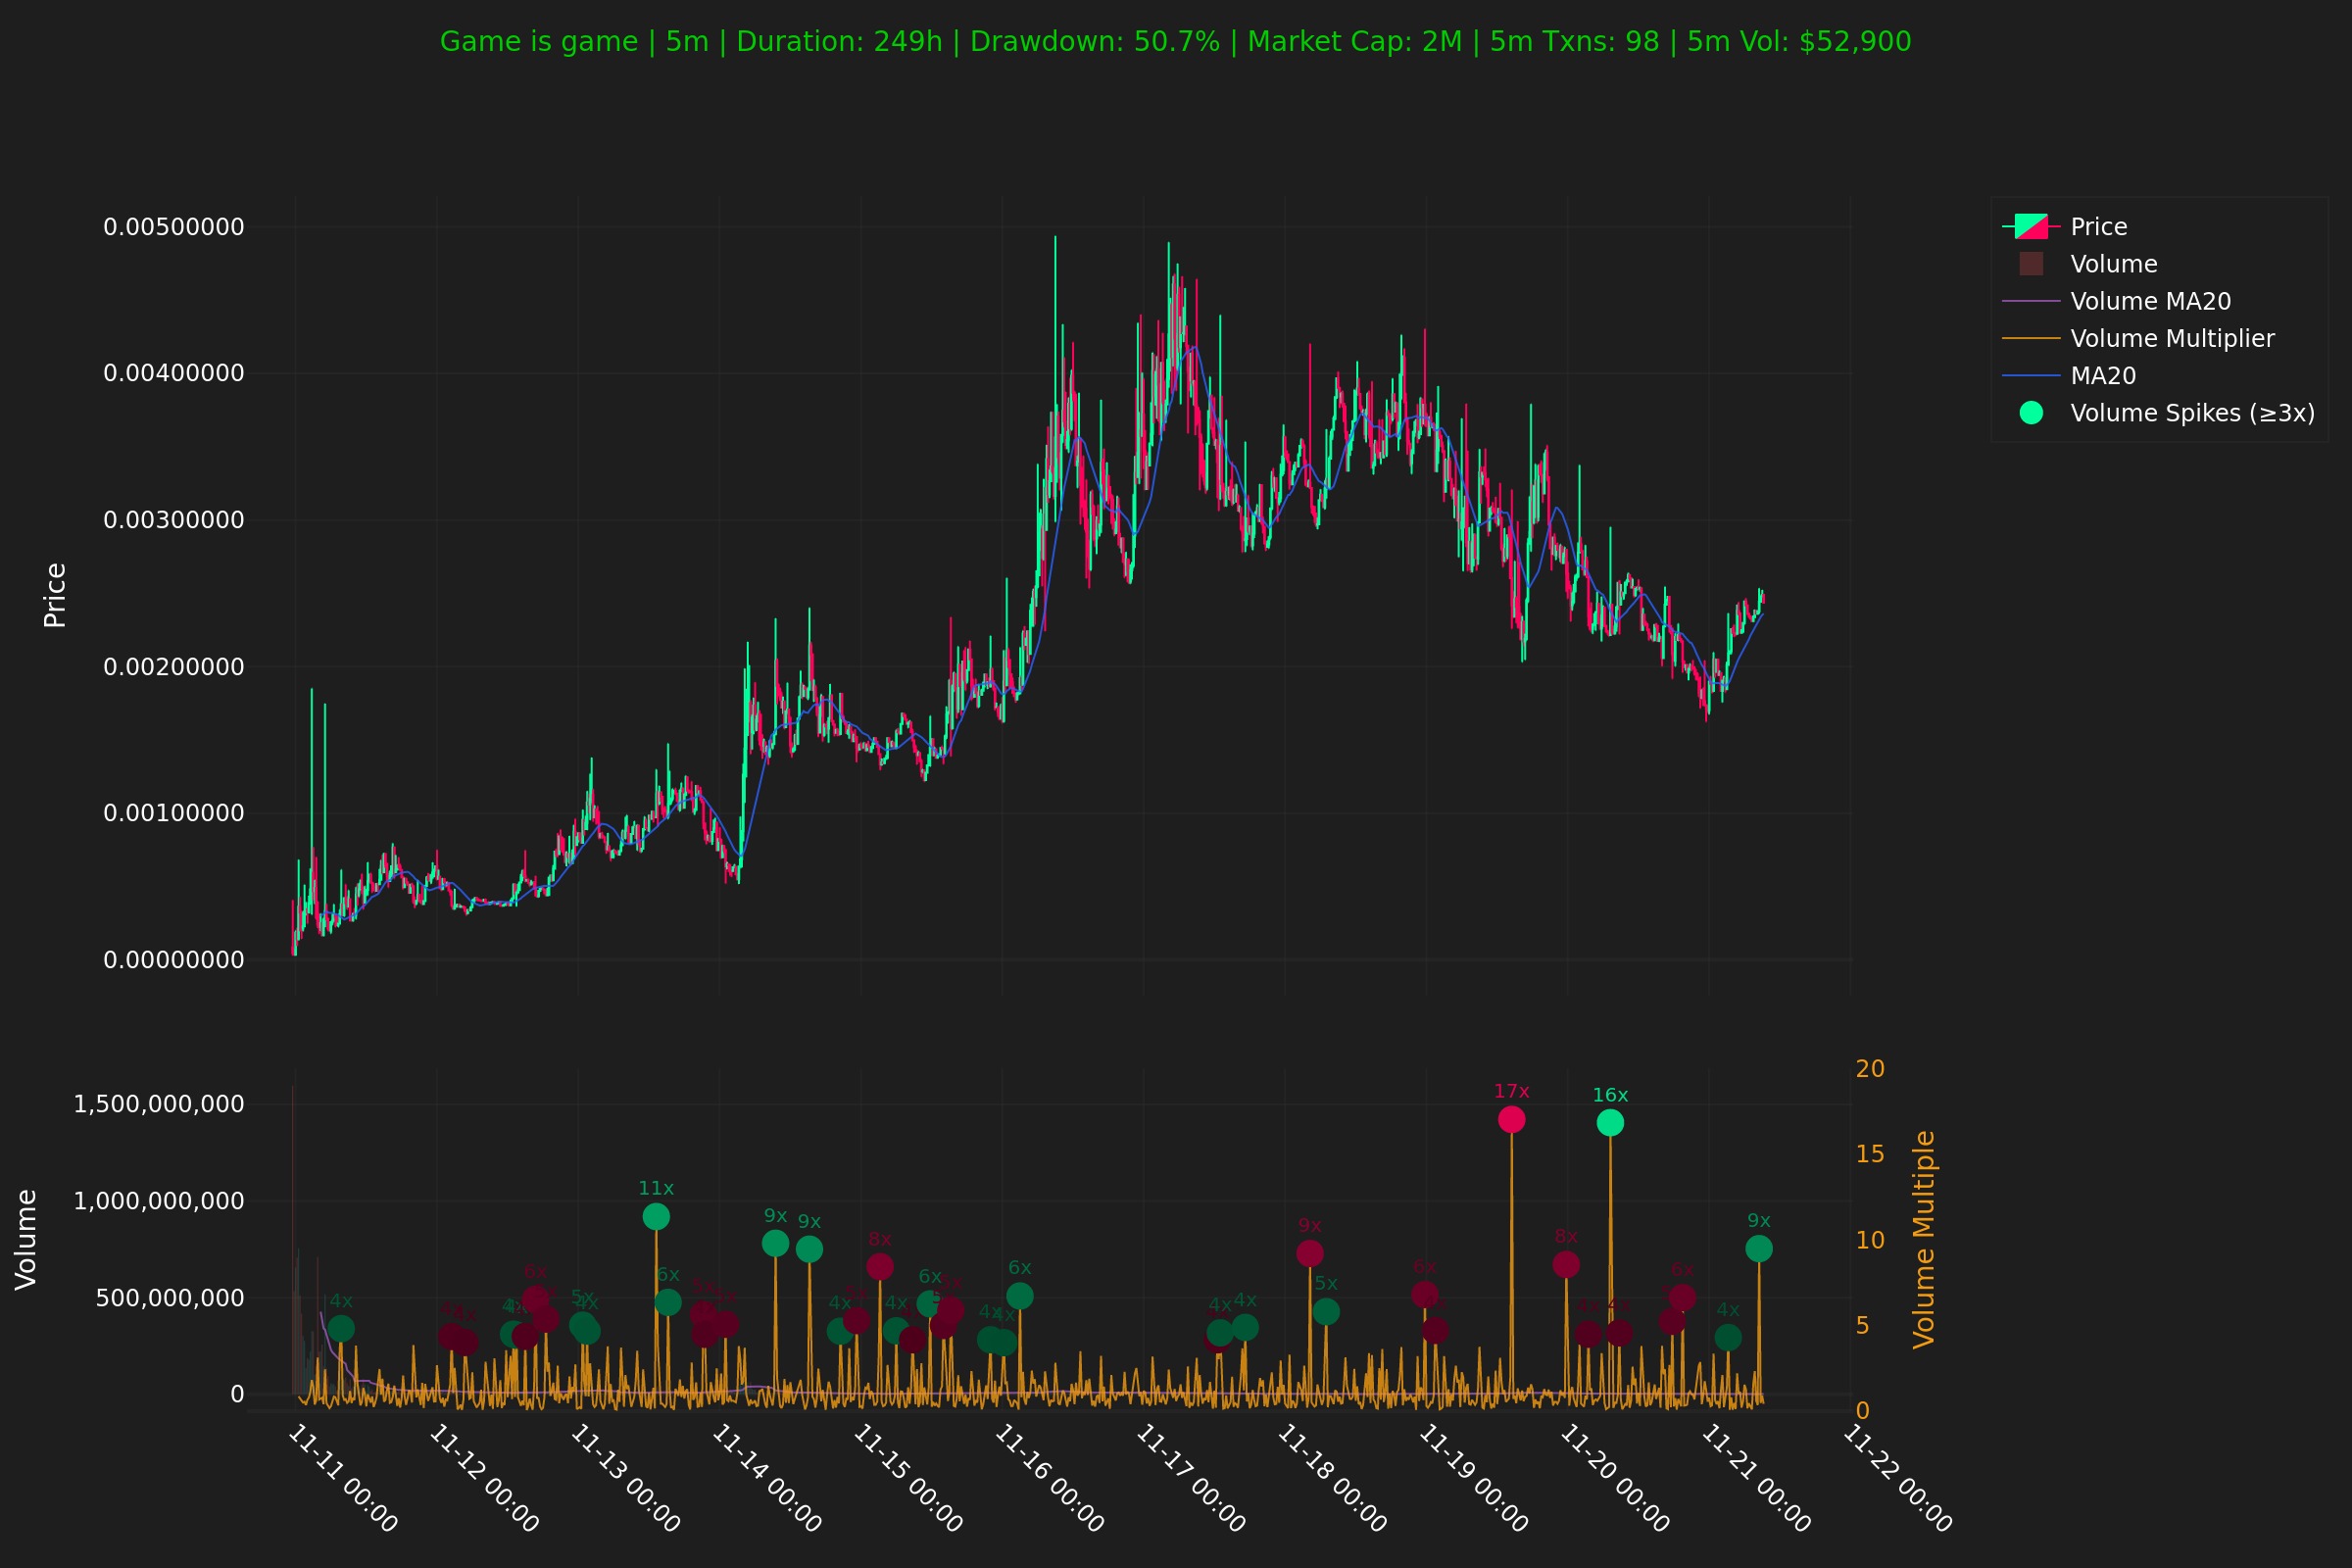 Game is game | 5m | Duration: 249h | Drawdown: 50.7% | Market Cap: 2M | 5m Txns: 98 | 5m Vol: $52,900
Price
Volume
Volume MA20
Volume Multiplier
MA20
Volume Spikes (≥3x)
Price
0.00500000
0.00400000
0.00300000
0.00200000
0.00100000
0.00000000
Volume
1,500,000,000
1,000,000,000
500,000,000
0
20
15
10
5
0
Volume Multiple
4x
6x
5x
4x
11x
6x
9x
9x
4x
8x
4x
6x
4x
6x
4x
4x
9x
5x
6x
17x
8x
16x
6x
4x
9x
11-11 00:00
11-12 00:00
11-13 00:00
11-14 00:00
11-15 00:00
11-16 00:00
11-17 00:00
11-18 00:00
11-19 00:00
11-20 00:00
11-21 00:00
11-22 00:00